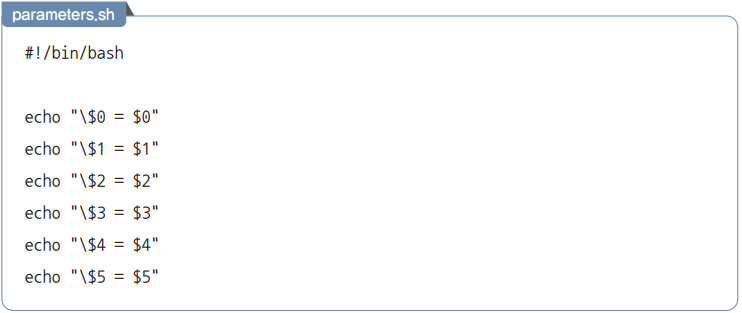 parameters.sh
#!/bin/bash
echo "\$0 = $0"
echo "\$1 = $1"
echo "\$2 = $2"
echo "\$3 = $3"
echo "\$4 = $4"
echo "\$5 = $5"